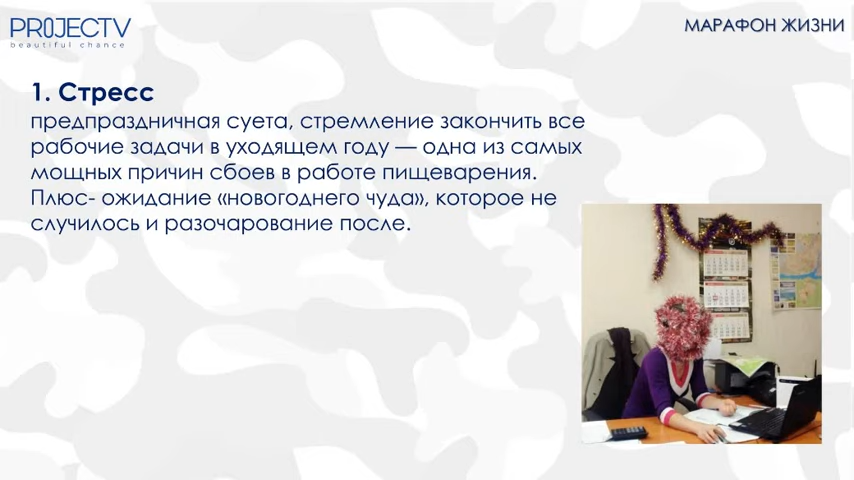 PROJECTV
beautiful chance
МАРАФОН ЖИЗНИ
1. Стресс
предпраздничная суета, стремление закончить все
рабочие задачи в уходящем году — одна из самых
мощных причин сбоев в работе пищеварения.
Плюс- ожидание «новогоднего чуда», которое не
случилось и разочарование после.